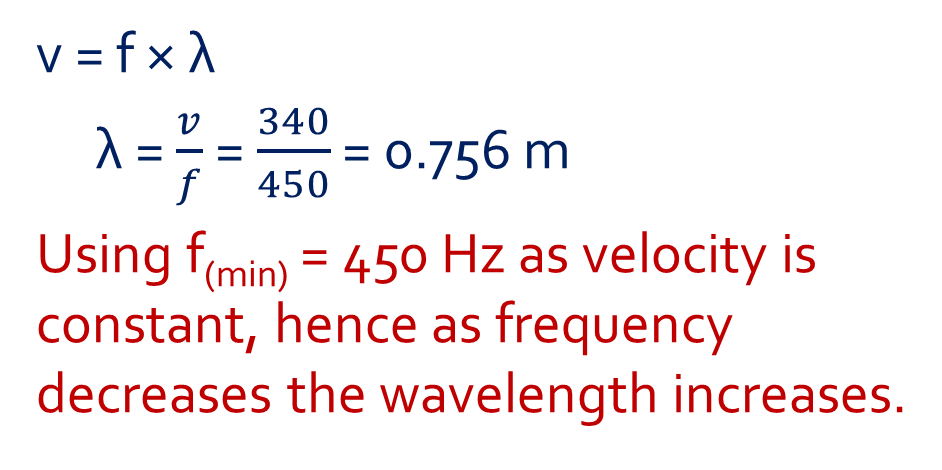 v = f × λ
λ = v/f = 340/450 = 0.756 m
Using f(min) = 450 Hz as velocity is
constant, hence as frequency
decreases the wavelength increases.